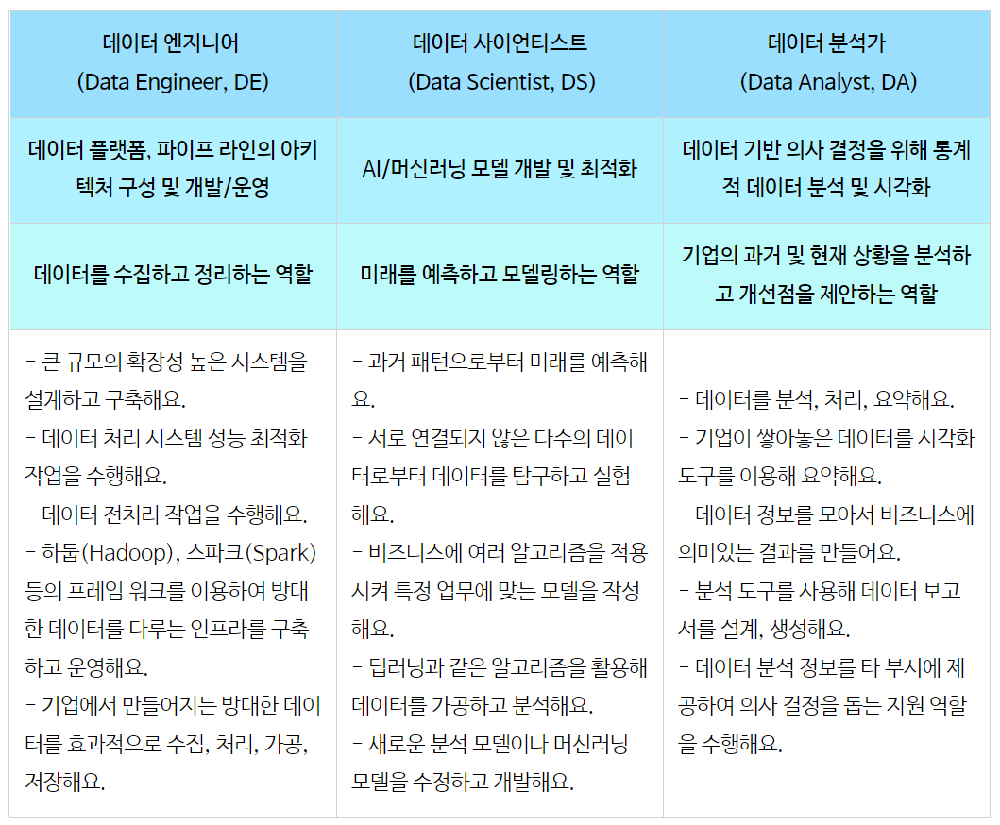 데이터 엔지니어
(Data Engineer, DE)
데이터 사이언티스트
(Data Scientist, DS)
데이터 분석가
(Data Analyst, DA)
데이터 플랫폼, 파이프 라인의 아키
텍처 구성 및 개발/운영
AI/머신러닝 모델 개발 및 최적화
데이터 기반 의사 결정을 위해 통계
적 데이터 분석 및 시각화
데이터를 수집하고 정리하는 역할
미래를 예측하고 모델링하는 역할
기업의 과거 및 현재 상황을 분석하
고 개선점을 제안하는 역할
- 큰 규모의 확장성 높은 시스템을
설계하고 구축해요.
- 데이터 처리 시스템 성능 최적화
작업을 수행해요.
- 데이터 전처리 작업을 수행해요.
- 하둡(Hadoop), 스파크(Spark)
등의 프레임 워크를 이용하여 방대
한 데이터를 다루는 인프라를 구축
하고 운영해요.
- 기업에서 만들어지는 방대한 데이
터를 효과적으로 수집, 처리, 가공,
저장해요.
- 과거 패턴으로부터 미래를 예측해
요.
- 서로 연결되지 않은 다수의 데이
터로부터 데이터를 탐구하고 실험
해요.
- 비즈니스에 여러 알고리즘을 적용
시켜 특정 업무에 맞는 모델을 작성
해요.
- 딥러닝과 같은 알고리즘을 활용해
데이터를 가공하고 분석해요.
- 새로운 분석 모델이나 머신러닝
모델을 수정하고 개발해요.
- 데이터를 분석, 처리, 요약해요.
- 기업이 쌓아놓은 데이터를 시각화
도구를 이용해 요약해요.
- 데이터 정보를 모아서 비즈니스에
의미있는 결과를 만들어요.
- 분석 도구를 사용해 데이터 보고
서를 설계, 생성해요.
- 데이터 분석 정보를 타 부서에 제
공하여 의사 결정을 돕는 지원 역할
을 수행해요.